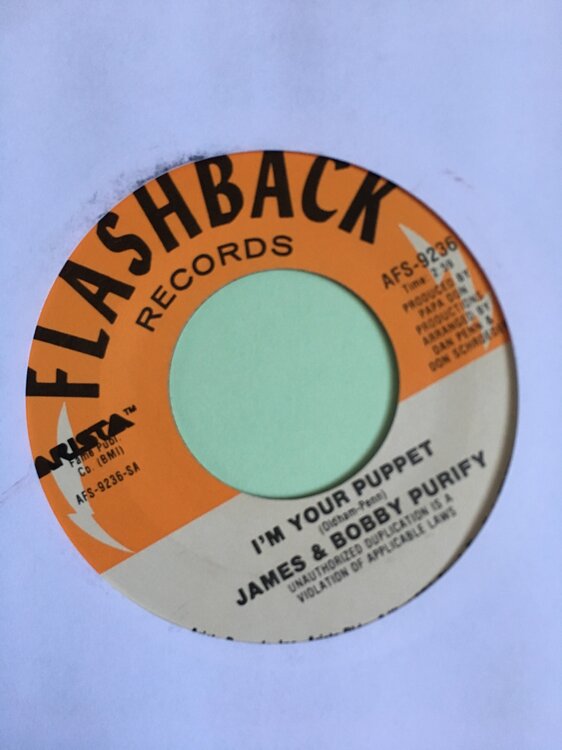 FLASHBACK
RECORDS
AFS-9236
Time: 2:59
PRODUCED BY
PAPA DON
PRODUCTIONS
ARRANGED BY
DAN PENN &
DON SCHROEDER
ARISTA™
Fame Publ.
Co. (BMI)
AFS-9236-SA
I'M YOUR PUPPET
(Oldham-Penn)
JAMES & BOBBY PURIFY
UNAUTHORIZED DUPLICATION IS A
VIOLATION OF APPLICABLE LAWS